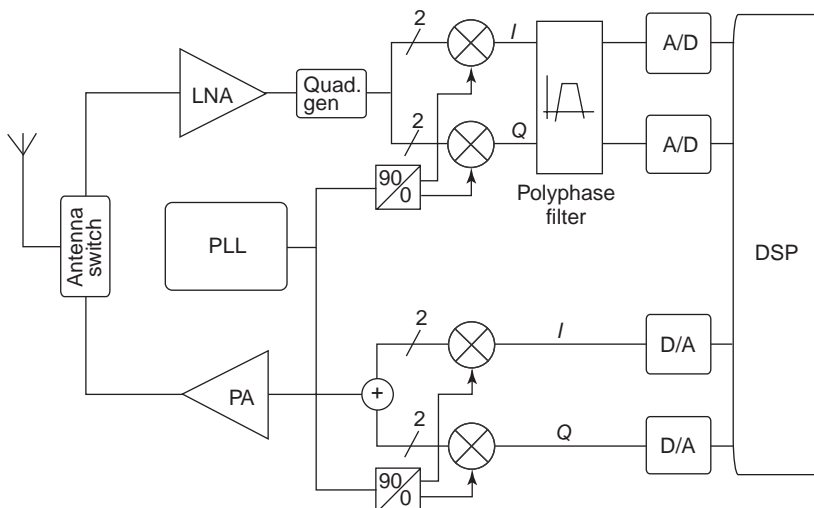 2
I
A/D
LNA
Quad.
gen
2
Q
A/D
90
0
Polyphase
filter
Antenna
switch
PLL
DSP
2
I
D/A
PA
+
2
Q
D/A
90
0